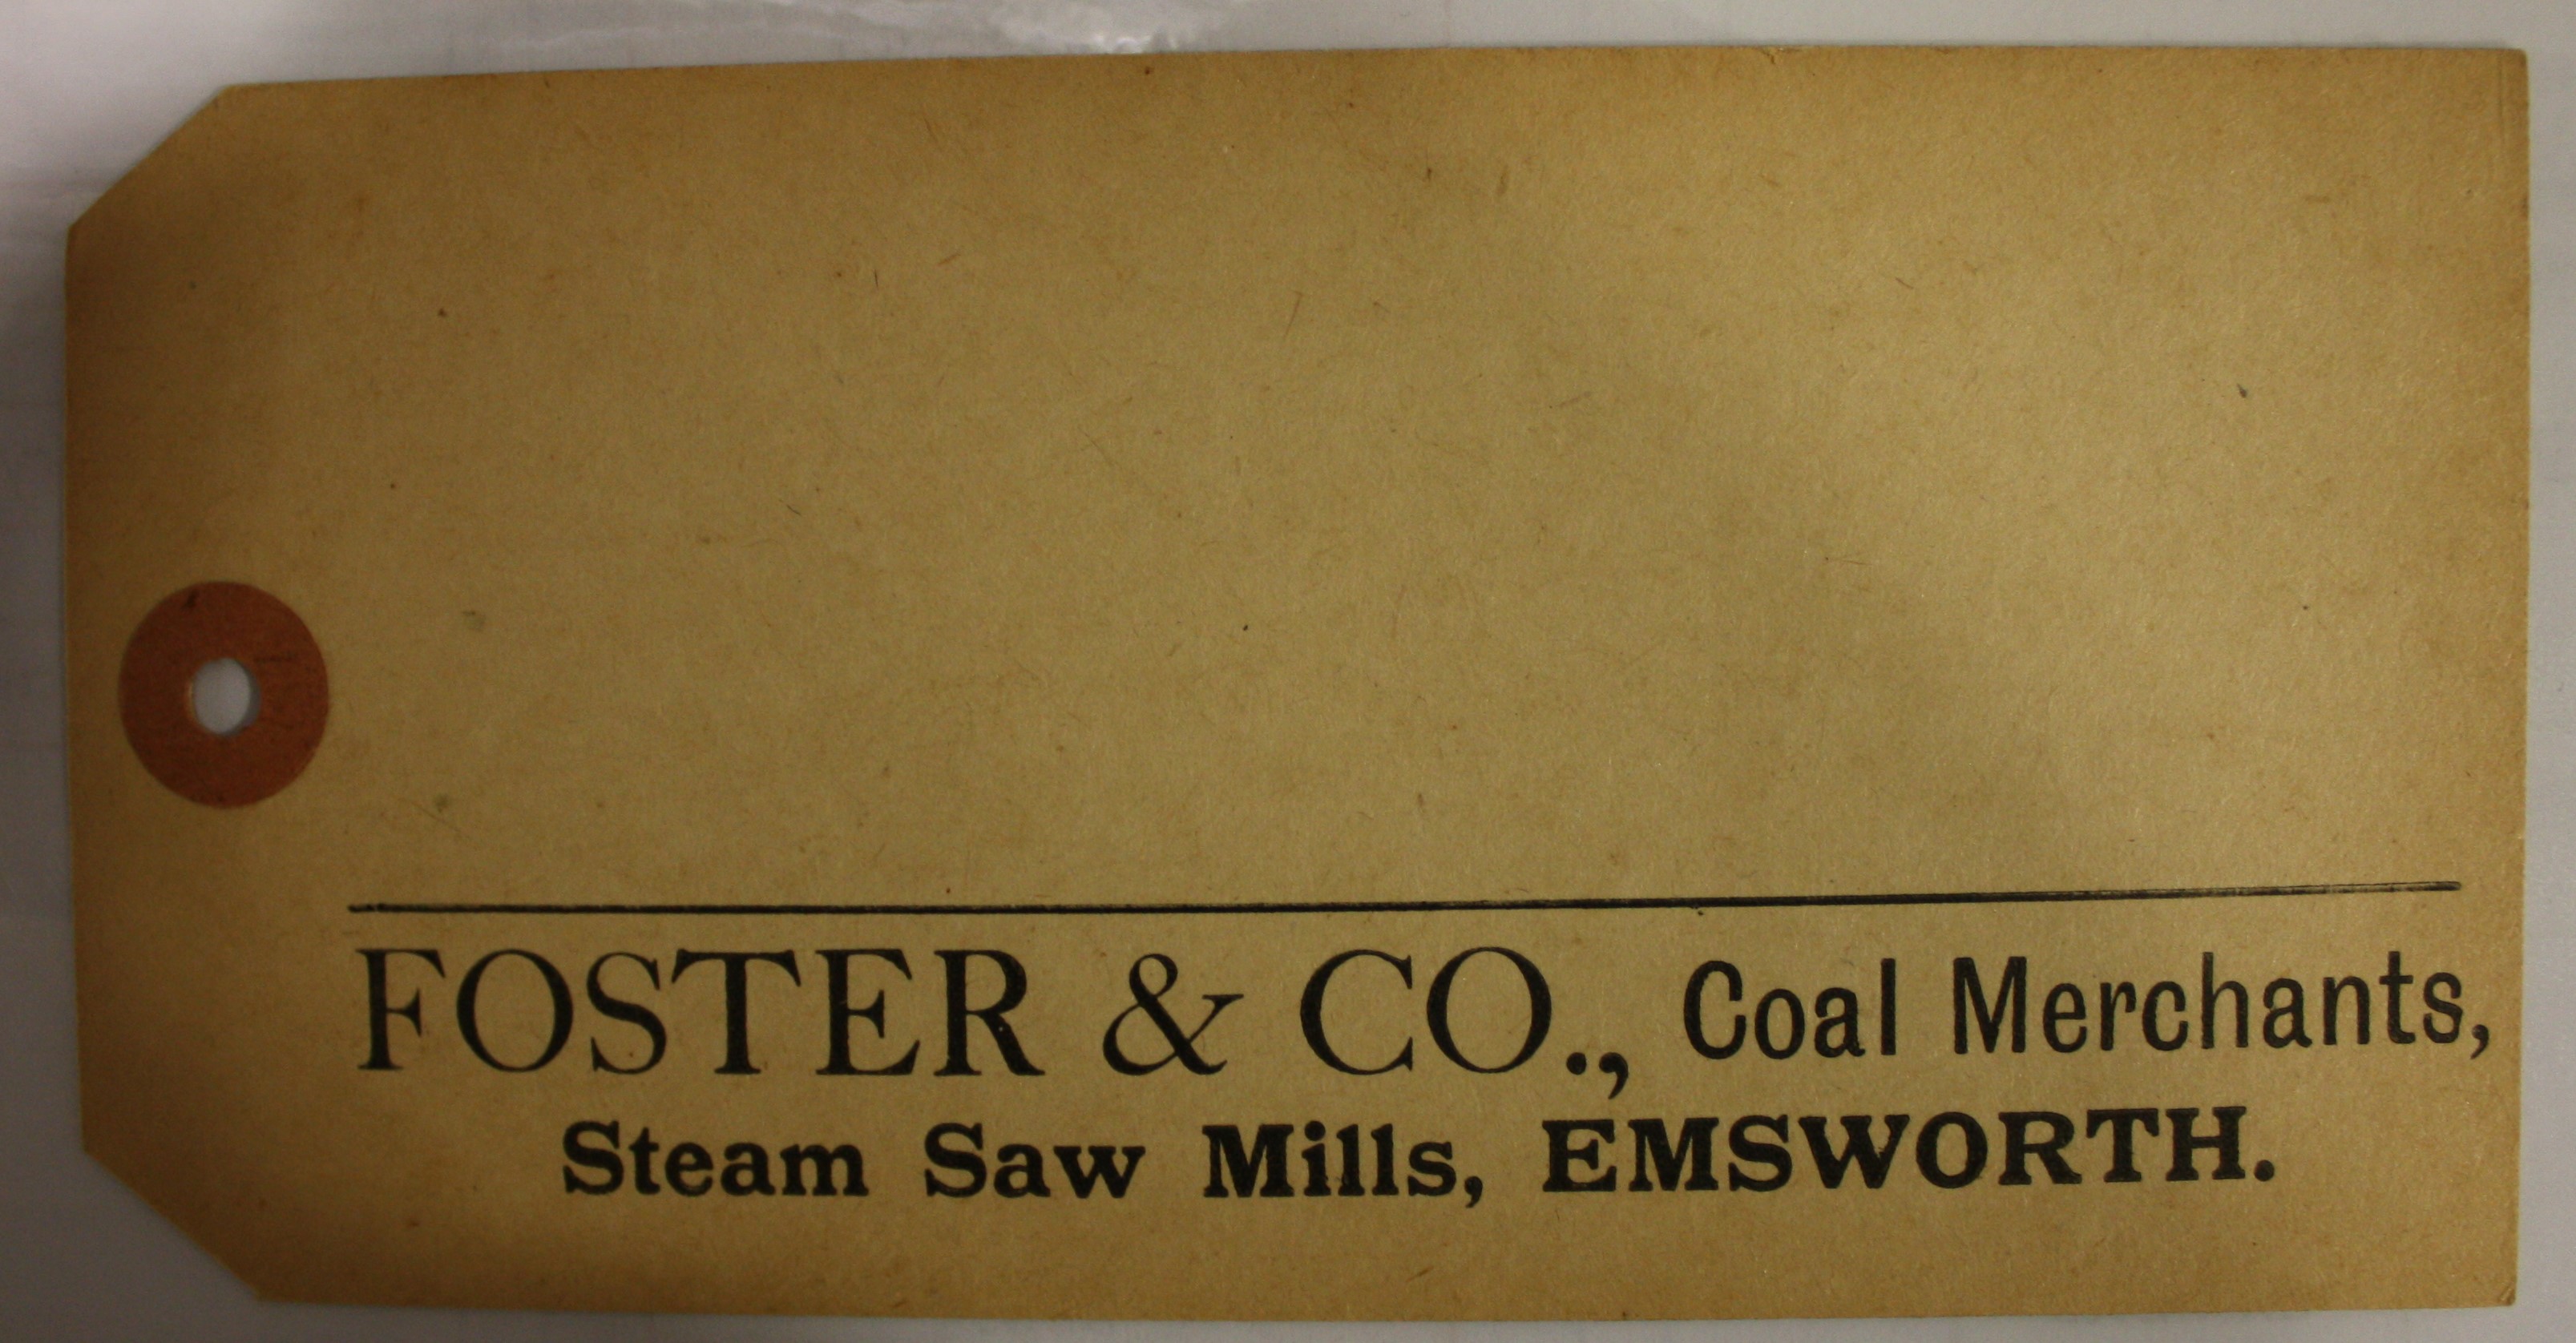 FOSTER & CO., Coal Merchants,
Steam Saw Mills, EMSWORTH.